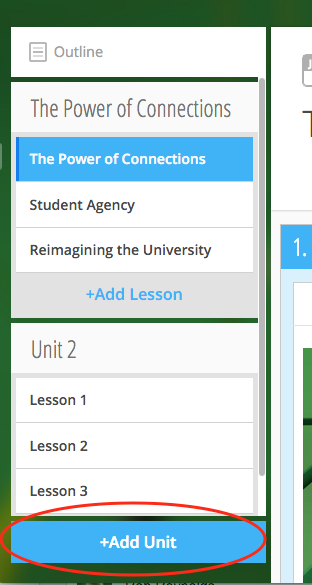 Outline
The Power of Connections
The Power of Connections
Student Agency
Reimagining the University
+Add Lesson
Unit 2
Lesson 1
Lesson 2
Lesson 3
+Add Unit
1.